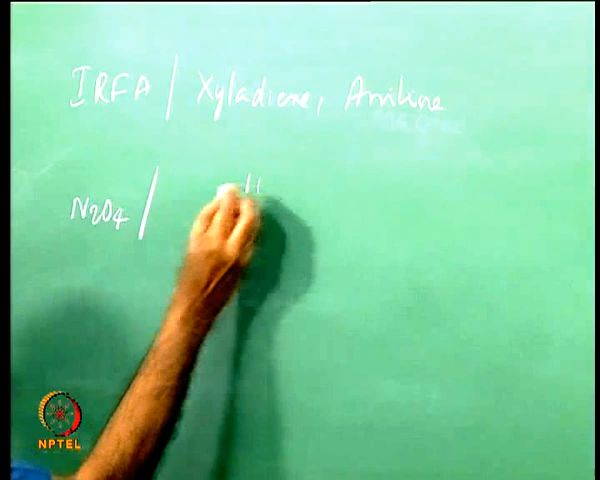 IRFA / Xyladiene, Aniline
N2O4 / "
NPTEL